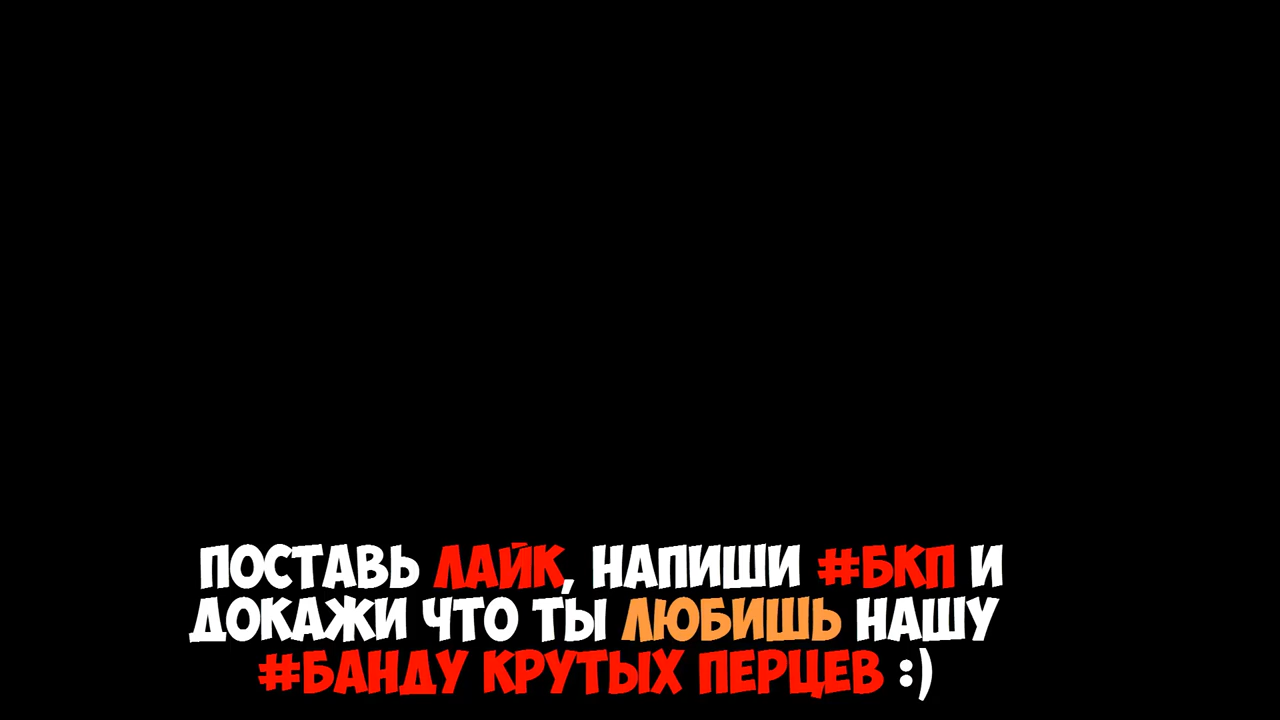 ПОСТАВЬ ЛАЙК, НАПИШИ #БКП И
ДОКАЖИ ЧТО ТЫ ЛЮБИШЬ НАШУ
#БАНДУ КРУТЫХ ПЕРЦЕВ :)